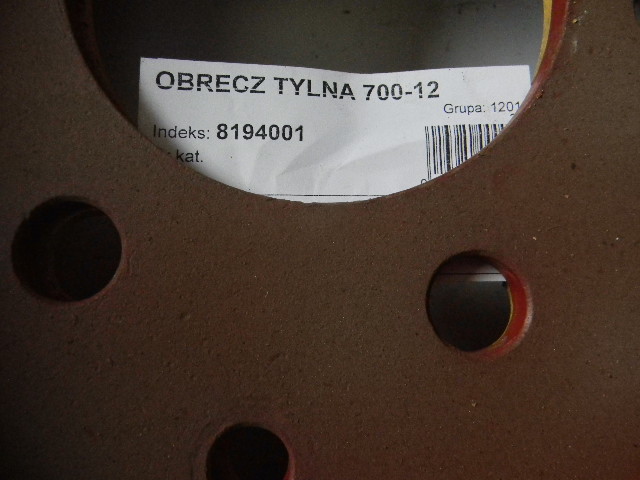 OBRECZ TYLNA 700-12
Grupa: 1201
Indeks: 8194001
kat.